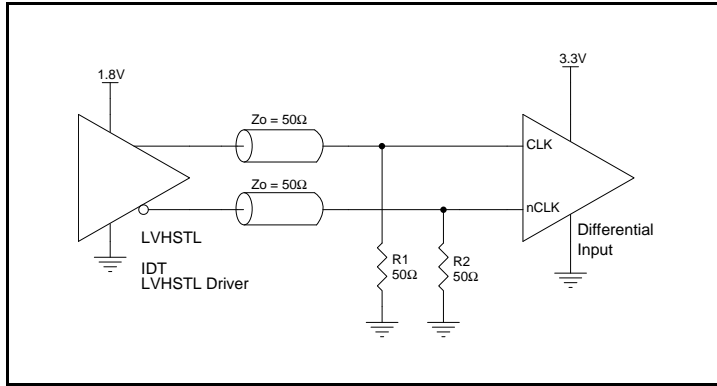 1.8V
3.3V
Zo = 50Ω
CLK
Zo = 50Ω
nCLK
LVHSTL
IDT
LVHSTL Driver
R1
50Ω
R2
50Ω
Differential
Input